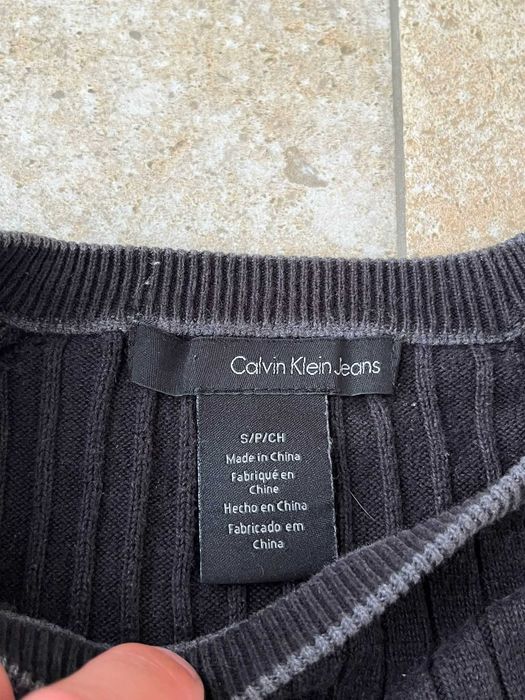 Calvin Klein Jeans
S/P/CH
Made in China
Fabriqué en
Chine
Hecho en China
Fabricado em
China